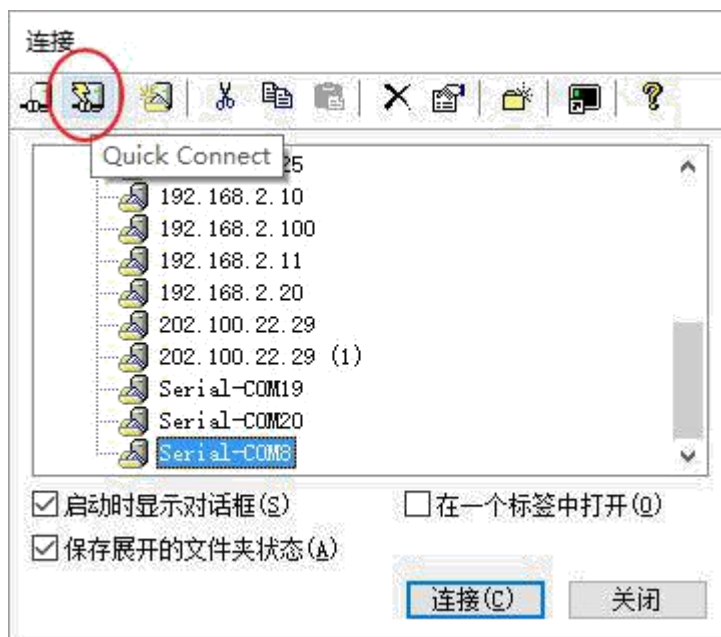 连接
Quick Connect
25
192.168.2.10
192.168.2.100
192.168.2.11
192.168.2.20
202.100.22.29
202.100.22.29 (1)
Serial-COM19
Serial-COM20
Serial-COM8
启动时显示对话框(S) 在一个标签中打开(O)
保存展开的文件夹状态(A)
连接(C) 关闭